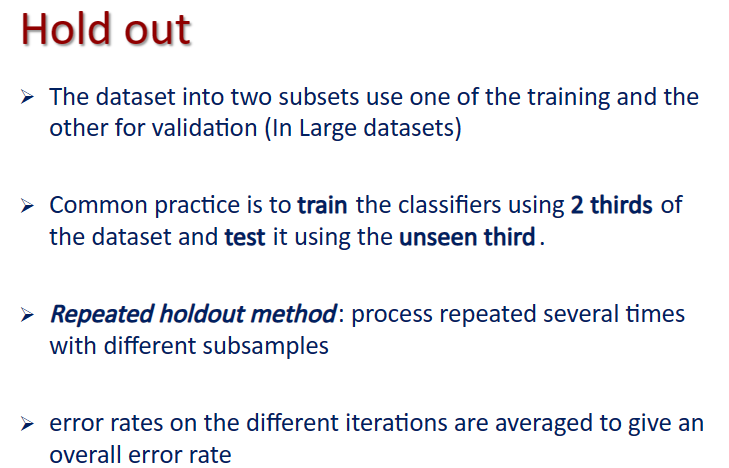 Hold out
➢ The dataset into two subsets use one of the training and the
other for validation (In Large datasets)
➢ Common practice is to train the classifiers using 2 thirds of
the dataset and test it using the unseen third.
➢ Repeated holdout method: process repeated several times
with different subsamples
➢ error rates on the different iterations are averaged to give an
overall error rate